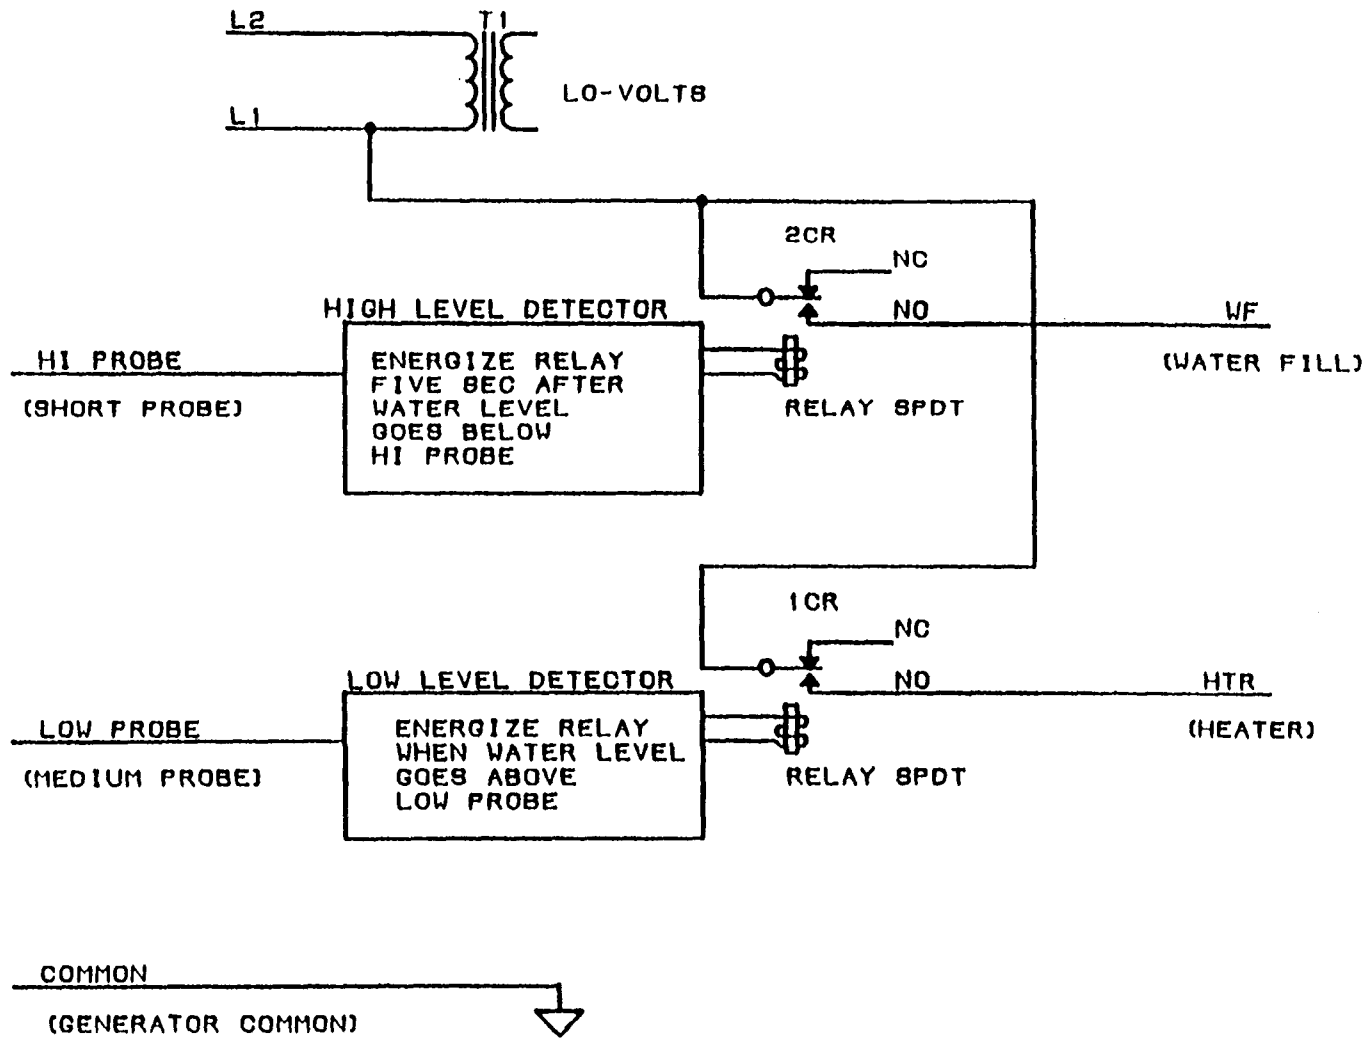 L2
T1
LO-VOLTS
L1
2CR
NC
HIGH LEVEL DETECTOR
NO
WF
HI PROBE
(WATER FILL)
ENERGIZE RELAY
FIVE SEC AFTER
WATER LEVEL
GOES BELOW
HI PROBE
(SHORT PROBE)
RELAY SPDT
1CR
NC
LOW LEVEL DETECTOR
NO
HTR
LOW PROBE
(HEATER)
ENERGIZE RELAY
WHEN WATER LEVEL
GOES ABOVE
LOW PROBE
(MEDIUM PROBE)
RELAY SPDT
COMMON
(GENERATOR COMMON)